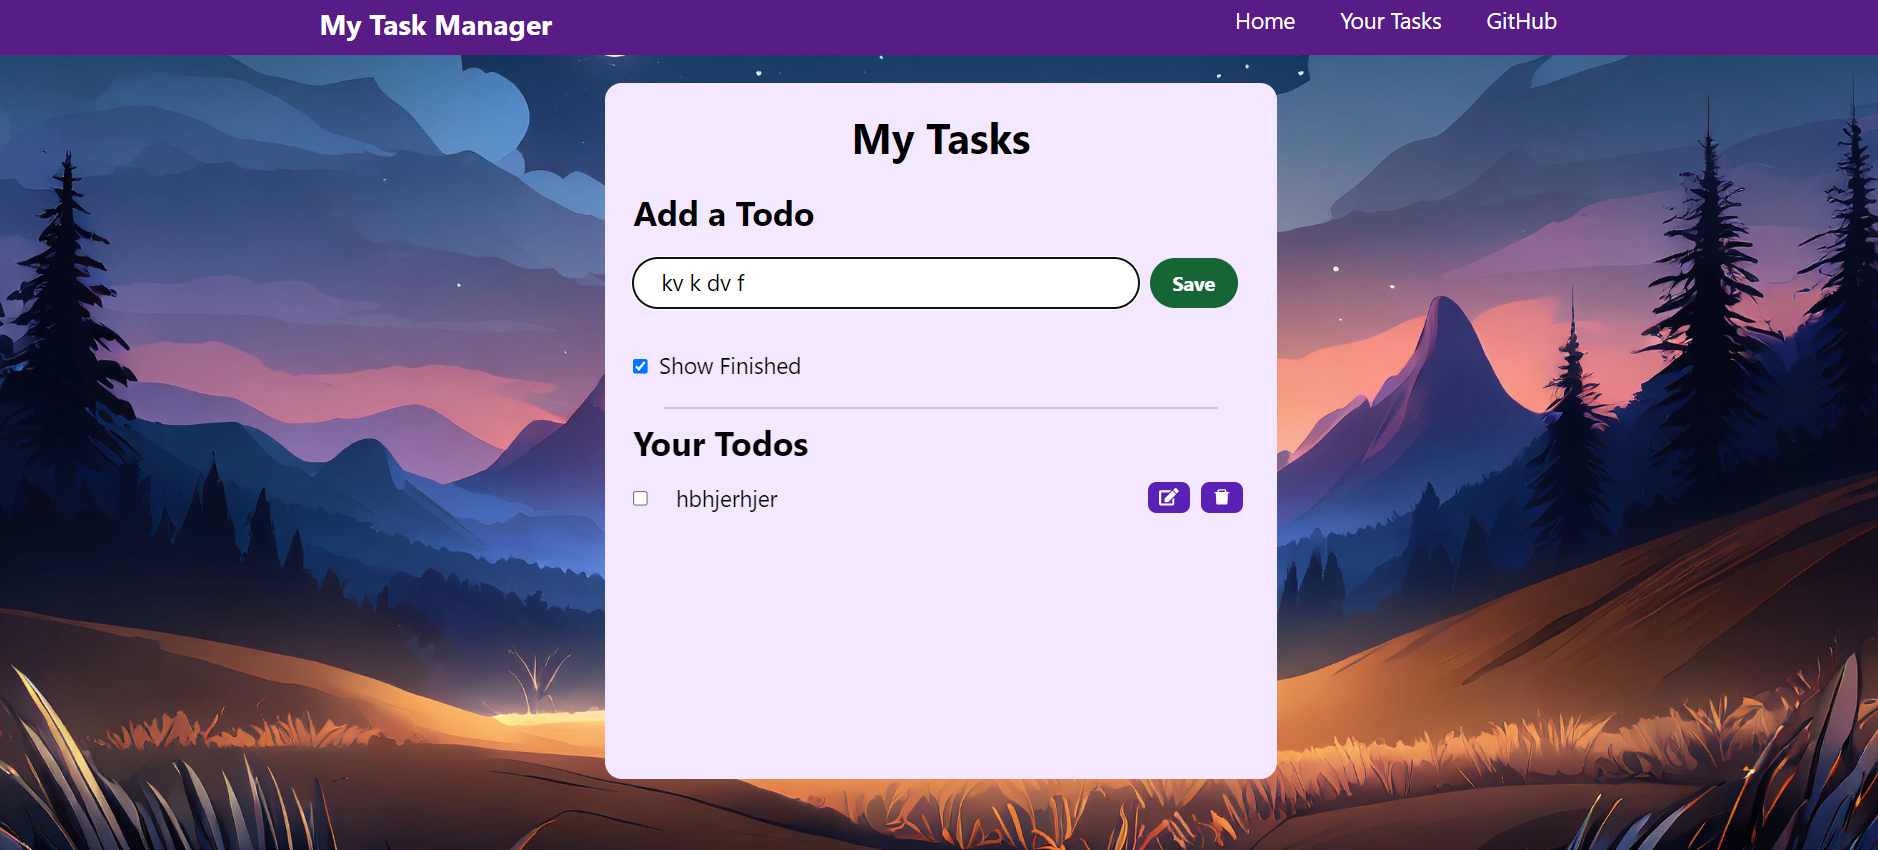 My Task Manager
Home
Your Tasks
GitHub
My Tasks
Add a Todo
kv k dv f
Save
Show Finished
Your Todos
hbhjerhjer